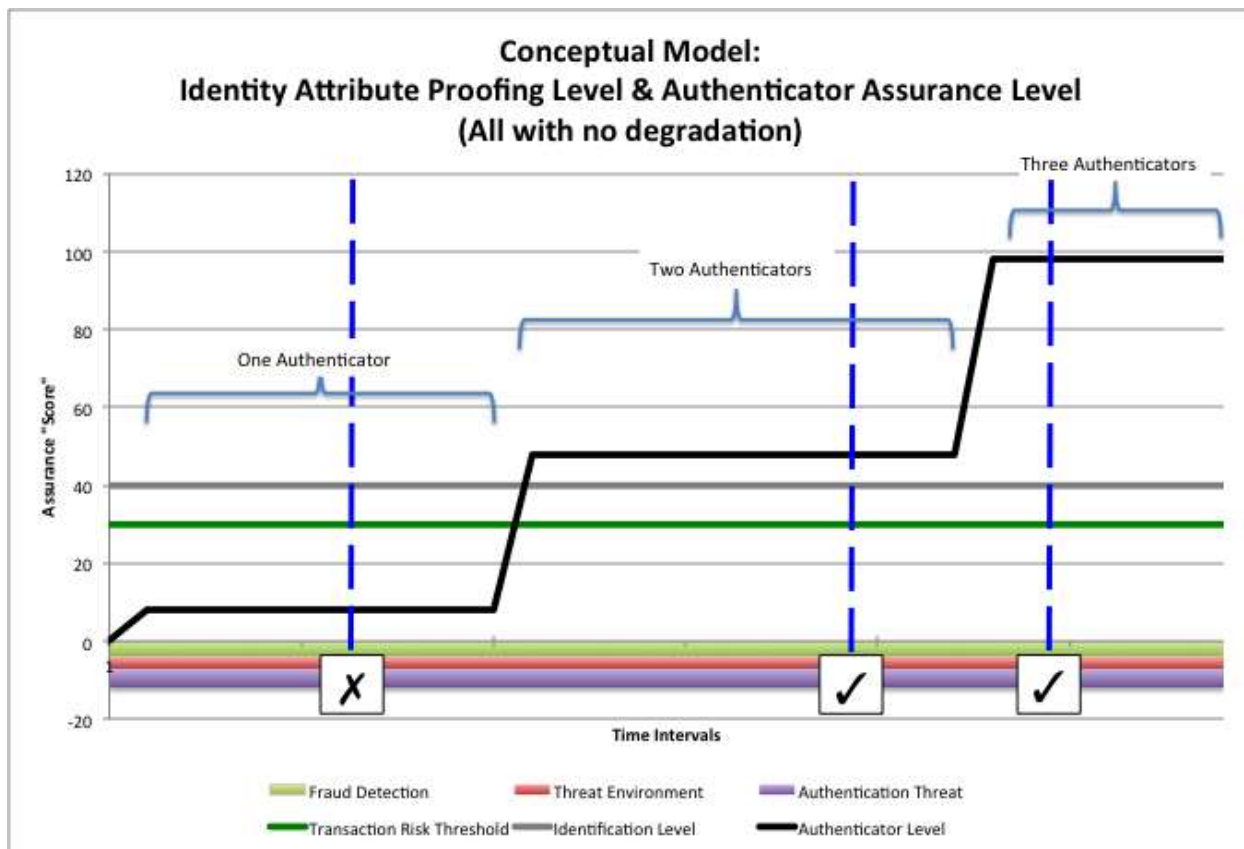 Conceptual Model:
Identity Attribute Proofing Level & Authenticator Assurance Level
(All with no degradation)
Three Authenticators
120
100
Two Authenticators
80
One Authenticator
60
Assurance "Score"
40
20
0
1
✗ ✓ ✓
-20
Time Intervals
Fraud Detection Threat Environment Authentication Threat
Transaction Risk Threshold Identification Level Authenticator Level